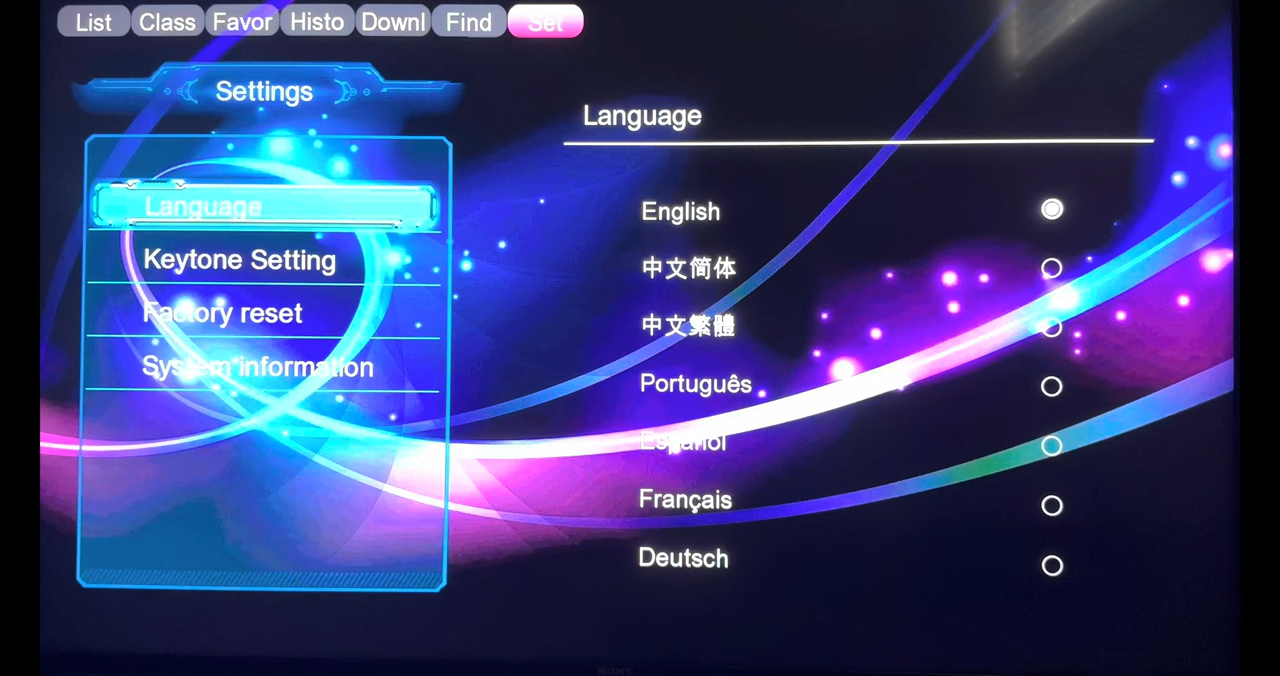 List Class Favor Histo Downl Find Set
Settings
Language
Keytone Setting
Factory reset
System information
Language
English
中文简体
中文繁體
Português
Español
Français
Deutsch
SONY